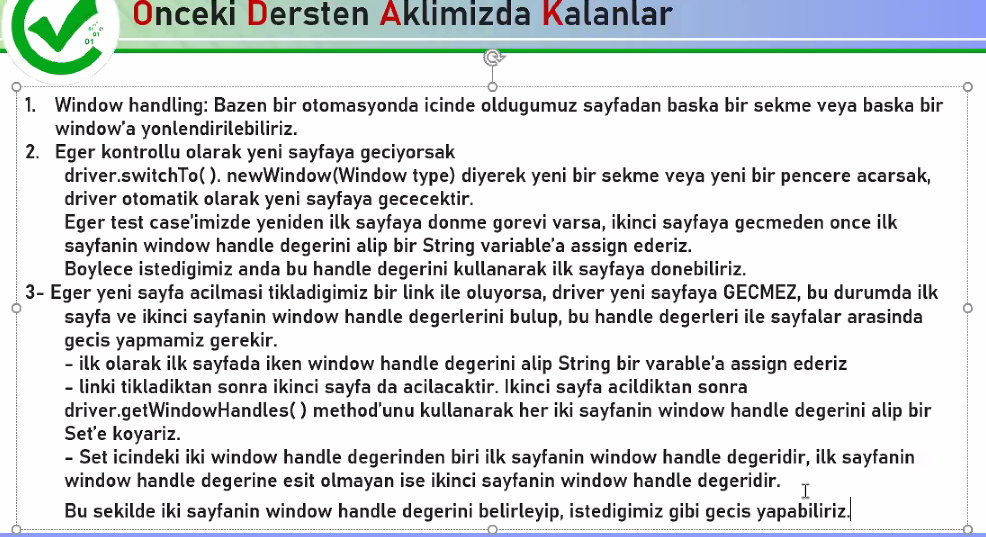 Onceki Dersten Aklimizda Kalanlar
1. Window handling: Bazen bir otomasyonda icinde oldugumuz sayfadan baska bir sekme veya baska bir
window'a yonlendirilebiliriz.
2. Eger kontrollu olarak yeni sayfaya geciyorsak
driver.switchTo( ). newWindow(Window type) diyerek yeni bir sekme veya yeni bir pencere acarsak,
driver otomatik olarak yeni sayfaya gececektir.
Eger test case'imizde yeniden ilk sayfaya donme gorevi varsa, ikinci sayfaya gecmeden once ilk
sayfanin window handle degerini alip bir String variable'a assign ederiz.
Boylece istedigimiz anda bu handle degerini kullanarak ilk sayfaya donebiliriz.
3- Eger yeni sayfa acilmasi tikladigimiz bir link ile oluyorsa, driver yeni sayfaya GECMEZ, bu durumda ilk
sayfa ve ikinci sayfanin window handle degerlerini bulup, bu handle degerleri ile sayfalar arasinda
gecis yapmamiz gerekir.
- ilk olarak ilk sayfada iken window handle degerini alip String bir varable'a assign ederiz
- linki tikladiktan sonra ikinci sayfa da acilacaktir. Ikinci sayfa acildiktan sonra
driver.getWindowHandles( ) method'unu kullanarak her iki sayfanin window handle degerini alip bir
Set'e koyariz.
- Set icindeki iki window handle degerinden biri ilk sayfanin window handle degeridir, ilk sayfanin
window handle degerine esit olmayan ise ikinci sayfanin window handle degeridir.
Bu sekilde iki sayfanin window handle degerini belirleyip, istedigimiz gibi gecis yapabiliriz.